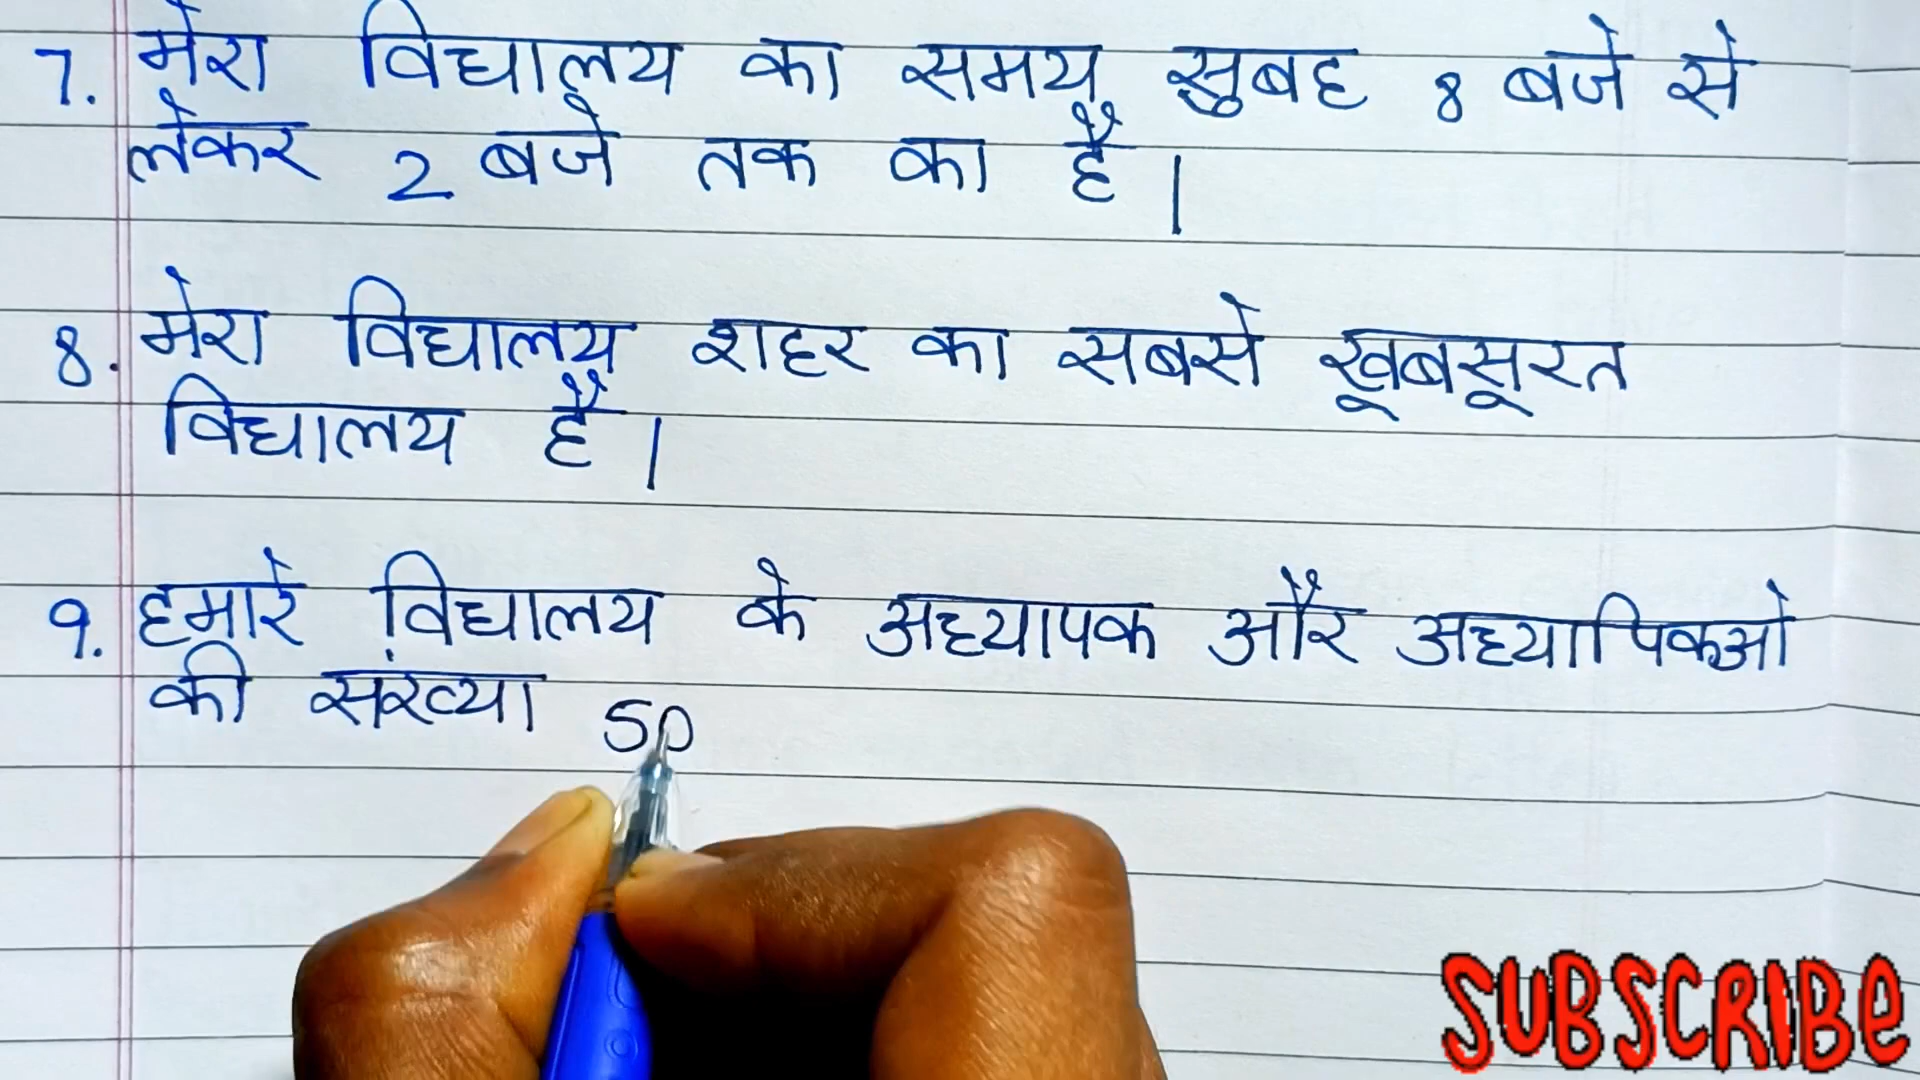 7. मेरा विद्यालय का समय सुबह 8 बजे से
लेकर 2 बजे तक का है |
8. मेरा विद्यालय शहर का सबसे खूबसूरत
विद्यालय है |
9. हमारे विद्यालय के अध्यापक और अध्यापिकओ
की संख्या 50
SUBSCRIBE